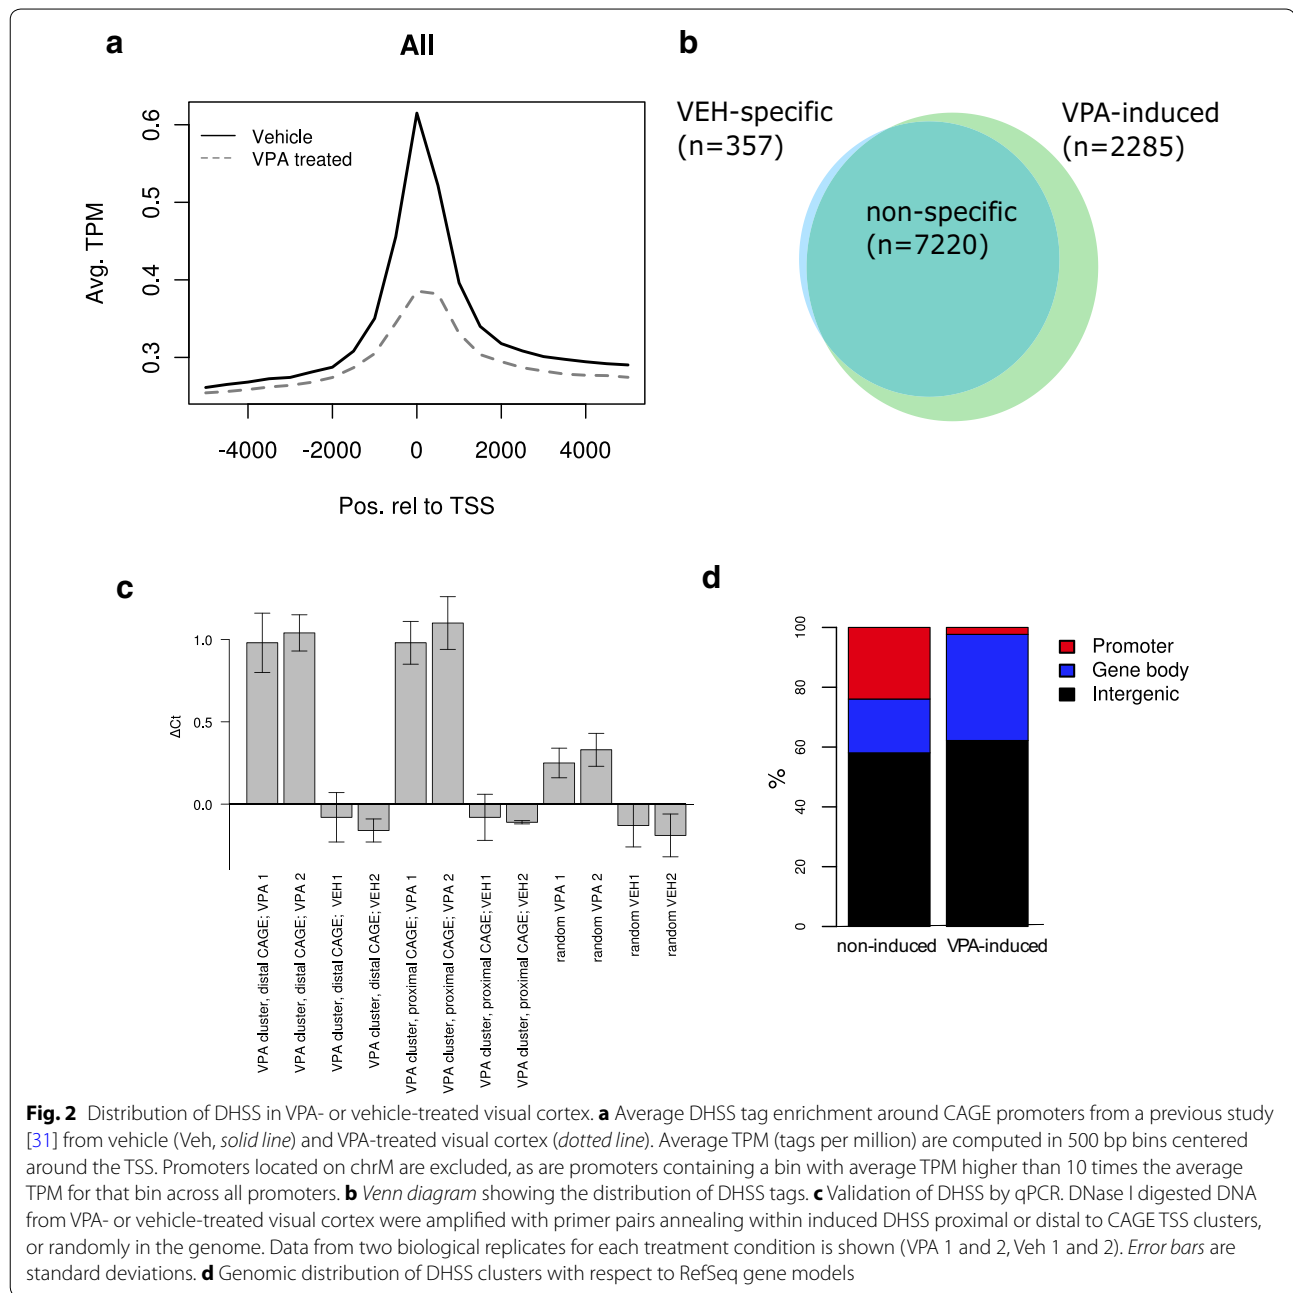 a
All
0.6
0.5
0.4
0.3
Avg. TPM
Vehicle
VPA treated
-4000 -2000 0 2000 4000
Pos. rel to TSS
b
VEH-specific
(n=357)
VPA-induced
(n=2285)
non-specific
(n=7220)
c
1.0
0.5
0.0
ΔCt
VPA cluster, distal CAGE; VPA 1
VPA cluster, distal CAGE; VPA 2
VPA cluster, distal CAGE; VEH1
VPA cluster, distal CAGE; VEH2
VPA cluster, proximal CAGE; VPA 1
VPA cluster, proximal CAGE; VPA 2
VPA cluster, proximal CAGE; VEH1
VPA cluster, proximal CAGE; VEH2
random VPA 1
random VPA 2
random VEH1
random VEH2
d
100
80
60
40
20
0
%
non-induced VPA-induced
Promoter
Gene body
Intergenic
Fig. 2 Distribution of DHSS in VPA- or vehicle-treated visual cortex. a Average DHSS tag enrichment around CAGE promoters from a previous study
[31] from vehicle (Veh, solid line) and VPA-treated visual cortex (dotted line). Average TPM (tags per million) are computed in 500 bp bins centered
around the TSS. Promoters located on chrM are excluded, as are promoters containing a bin with average TPM higher than 10 times the average
TPM for that bin across all promoters. b Venn diagram showing the distribution of DHSS tags. c Validation of DHSS by qPCR. DNase I digested DNA
from VPA- or vehicle-treated visual cortex were amplified with primer pairs annealing within induced DHSS proximal or distal to CAGE TSS clusters,
or randomly in the genome. Data from two biological replicates for each treatment condition is shown (VPA 1 and 2, Veh 1 and 2). Error bars are
standard deviations. d Genomic distribution of DHSS clusters with respect to RefSeq gene models